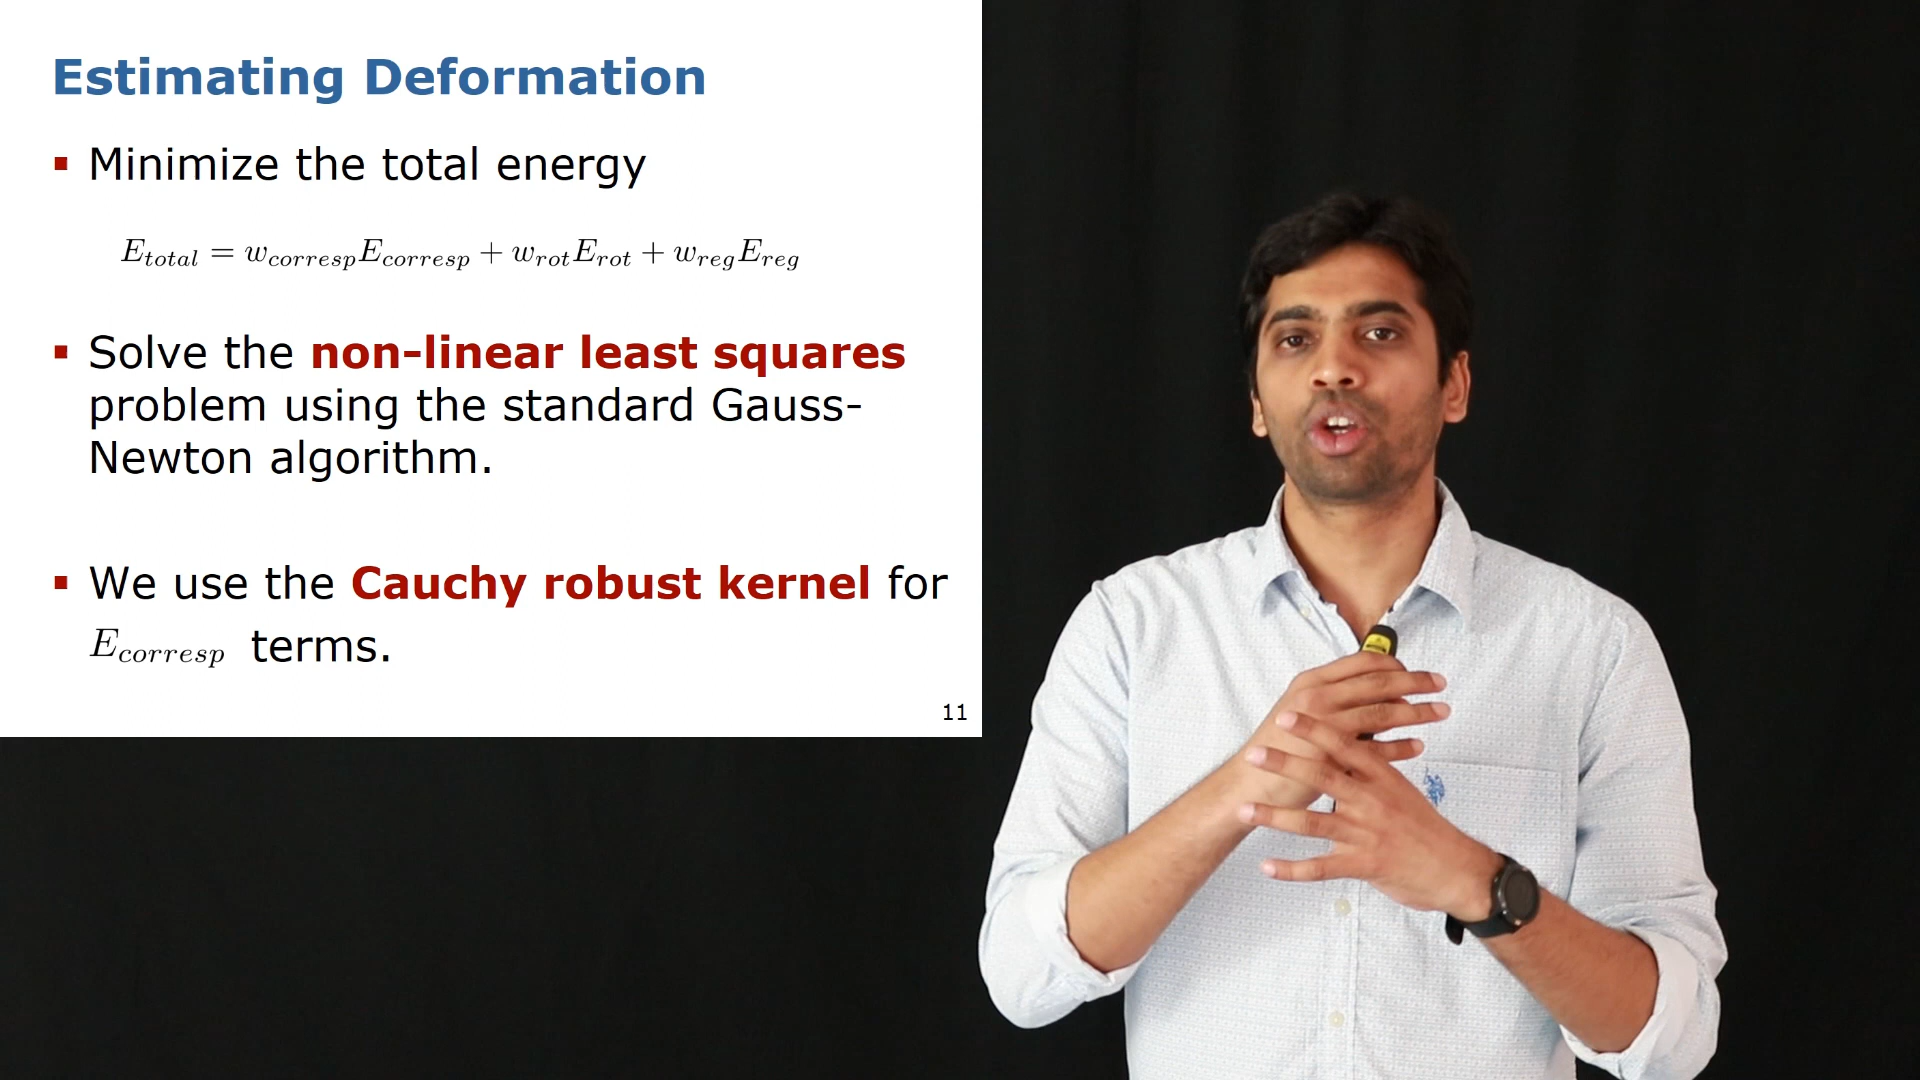 Estimating Deformation
▪ Minimize the total energy
E_total = w_corresp E_corresp + w_rot E_rot + w_reg E_reg
▪ Solve the non-linear least squares
problem using the standard Gauss-
Newton algorithm.
▪ We use the Cauchy robust kernel for
E_corresp terms.
11